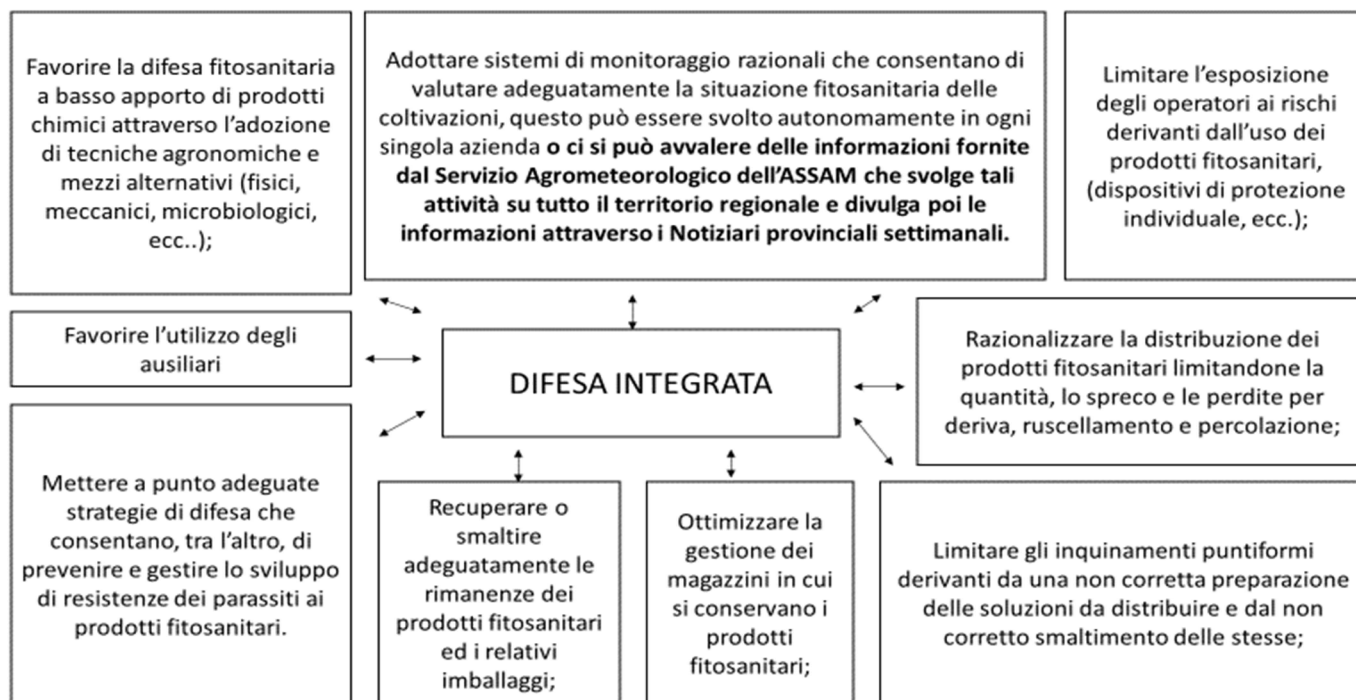 Favorire la difesa fitosanitaria
a basso apporto di prodotti
chimici attraverso l’adozione
di tecniche agronomiche e
mezzi alternativi (fisici,
meccanici, microbiologici,
ecc..);
Adottare sistemi di monitoraggio razionali che consentano di
valutare adeguatamente la situazione fitosanitaria delle
coltivazioni, questo può essere svolto autonomamente in ogni
singola azienda o ci si può avvalere delle informazioni fornite
dal Servizio Agrometeorologico dell’ASSAM che svolge tali
attività su tutto il territorio regionale e divulga poi le
informazioni attraverso i Notiziari provinciali settimanali.
Limitare l’esposizione
degli operatori ai rischi
derivanti dall’uso dei
prodotti fitosanitari,
(dispositivi di protezione
individuale, ecc.);
Favorire l’utilizzo degli
ausiliari
DIFESA INTEGRATA
Razionalizzare la distribuzione dei
prodotti fitosanitari limitandone la
quantità, lo spreco e le perdite per
deriva, ruscellamento e percolazione;
Mettere a punto adeguate
strategie di difesa che
consentano, tra l’altro, di
prevenire e gestire lo sviluppo
di resistenze dei parassiti ai
prodotti fitosanitari.
Recuperare o
smaltire
adeguatamente le
rimanenze dei
prodotti fitosanitari
ed i relativi
imballaggi;
Ottimizzare la
gestione dei
magazzini in cui
si conservano i
prodotti
fitosanitari;
Limitare gli inquinamenti puntiformi
derivanti da una non corretta preparazione
delle soluzioni da distribuire e dal non
corretto smaltimento delle stesse;